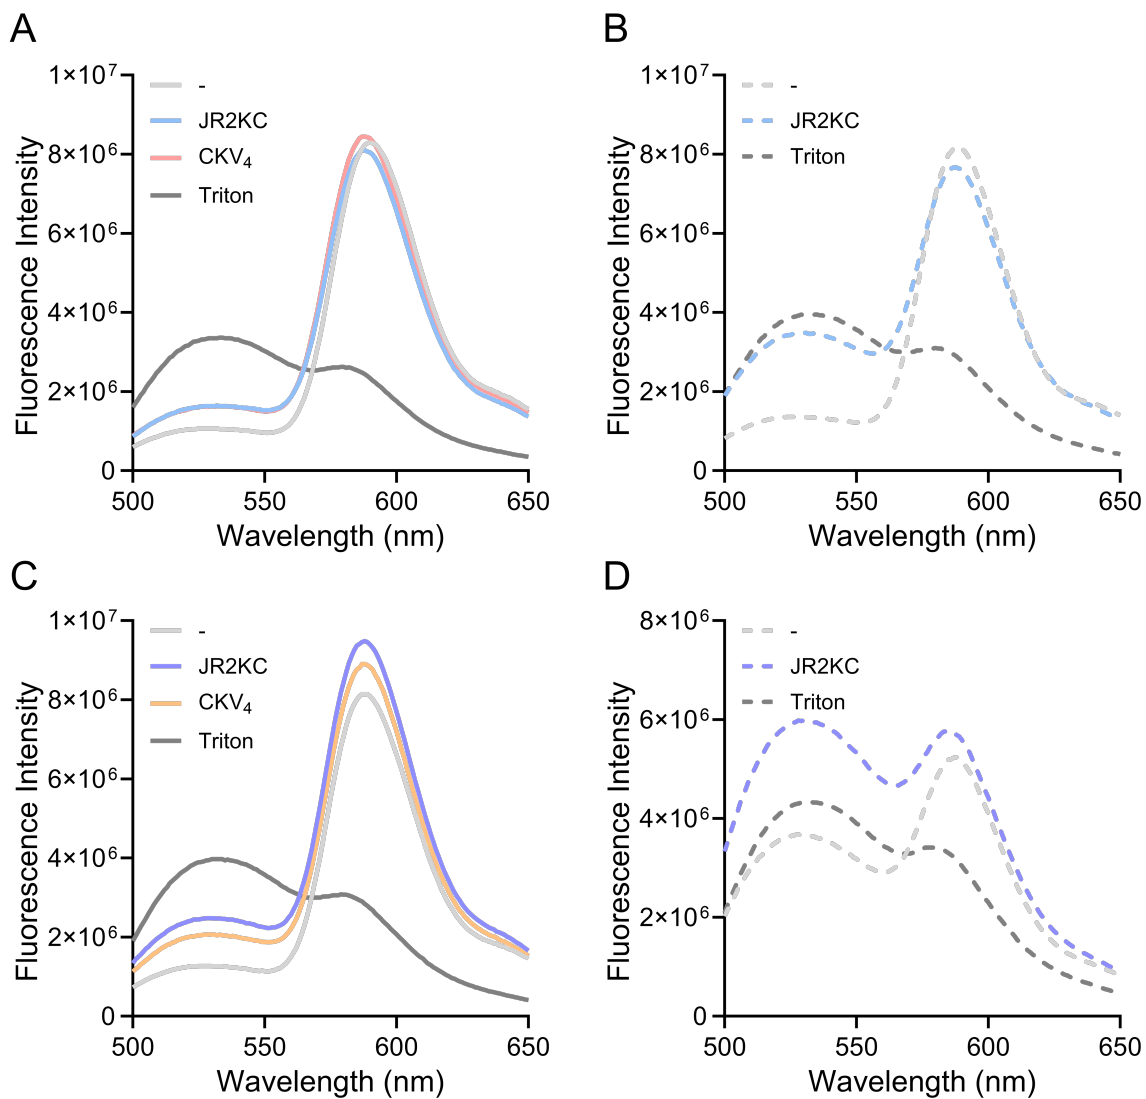 A
1×10⁷
8×10⁶
6×10⁶
4×10⁶
2×10⁶
0
Fluorescence Intensity
-
JR2KC
CKV₄
Triton
500 550 600 650
Wavelength (nm)
B
1×10⁷
8×10⁶
6×10⁶
4×10⁶
2×10⁶
0
Fluorescence Intensity
-
JR2KC
Triton
500 550 600 650
Wavelength (nm)
C
1×10⁷
8×10⁶
6×10⁶
4×10⁶
2×10⁶
0
Fluorescence Intensity
-
JR2KC
CKV₄
Triton
500 550 600 650
Wavelength (nm)
D
8×10⁶
6×10⁶
4×10⁶
2×10⁶
0
Fluorescence Intensity
-
JR2KC
Triton
500 550 600 650
Wavelength (nm)